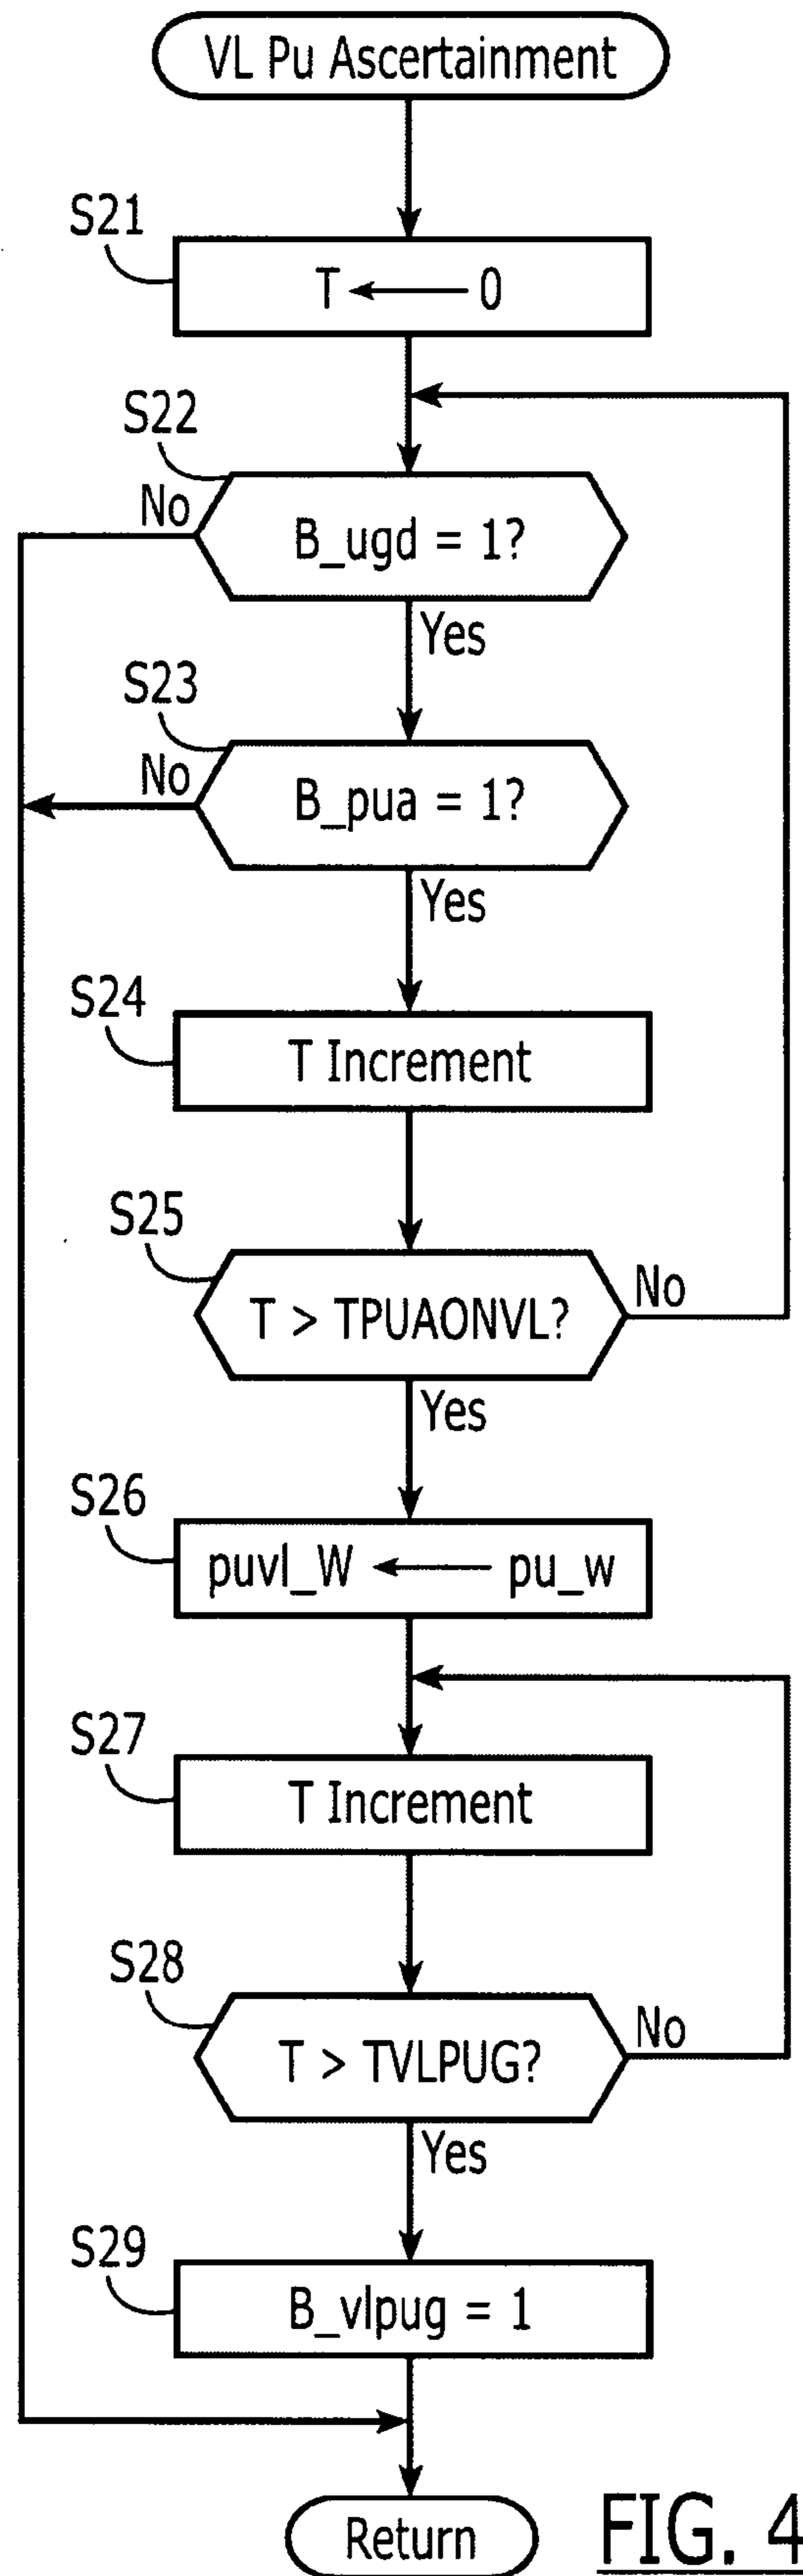 VL Pu Ascertainment
S21
T ← 0
S22
No
B_ugd = 1?
Yes
S23
No
B_pua = 1?
Yes
S24
T Increment
S25
T > TPUAONVL?
No
Yes
S26
puvl_W ← pu_w
S27
T Increment
S28
T > TVLPUG?
No
Yes
S29
B_vlpug = 1
Return
FIG. 4